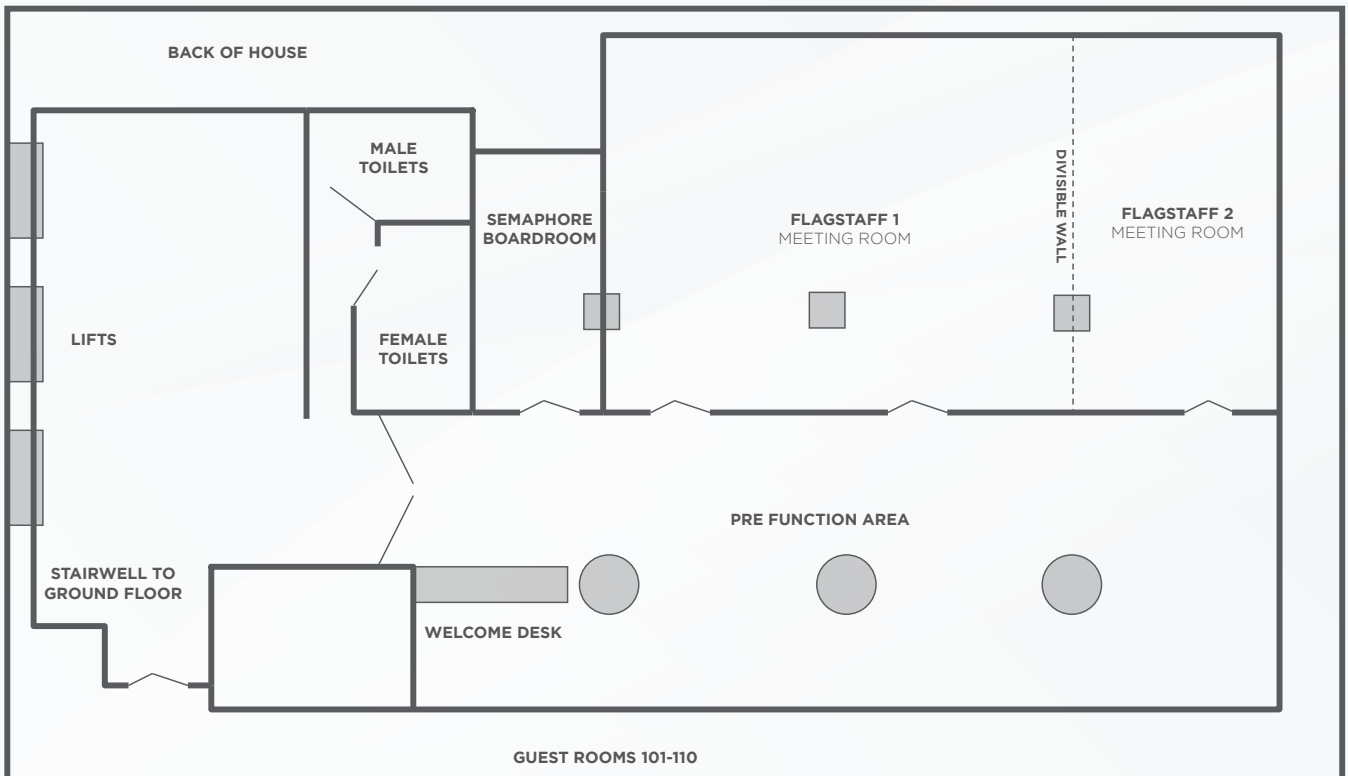 BACK OF HOUSE
MALE
TOILETS
SEMAPHORE
BOARDROOM
FLAGSTAFF 1
MEETING ROOM
DIVISIBLE WALL
FLAGSTAFF 2
MEETING ROOM
LIFTS
FEMALE
TOILETS
PRE FUNCTION AREA
STAIRWELL TO
GROUND FLOOR
WELCOME DESK
GUEST ROOMS 101-110